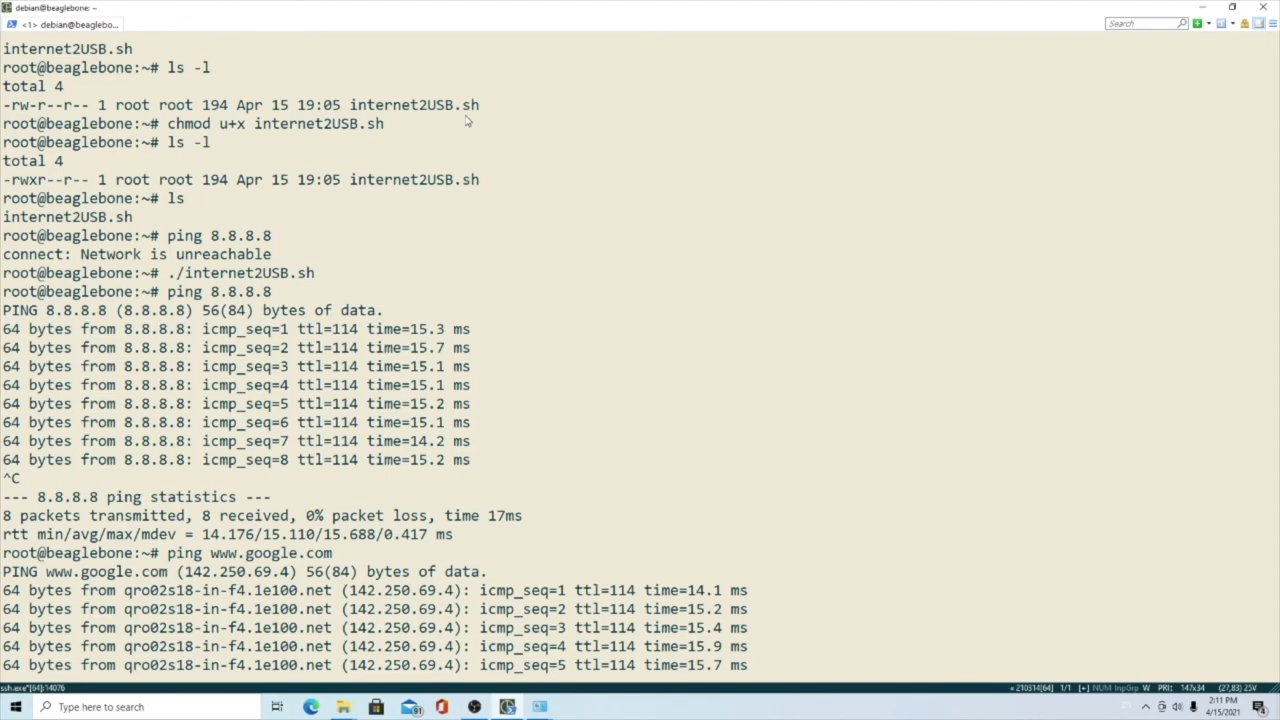 debian@beaglebone: ~
<1> debian@beaglebo...
Search
internet2USB.sh
root@beaglebone:~# ls -l
total 4
-rw-r--r-- 1 root root 194 Apr 15 19:05 internet2USB.sh
root@beaglebone:~# chmod u+x internet2USB.sh
root@beaglebone:~# ls -l
total 4
-rwxr--r-- 1 root root 194 Apr 15 19:05 internet2USB.sh
root@beaglebone:~# ls
internet2USB.sh
root@beaglebone:~# ping 8.8.8.8
connect: Network is unreachable
root@beaglebone:~# ./internet2USB.sh
root@beaglebone:~# ping 8.8.8.8
PING 8.8.8.8 (8.8.8.8) 56(84) bytes of data.
64 bytes from 8.8.8.8: icmp_seq=1 ttl=114 time=15.3 ms
64 bytes from 8.8.8.8: icmp_seq=2 ttl=114 time=15.7 ms
64 bytes from 8.8.8.8: icmp_seq=3 ttl=114 time=15.1 ms
64 bytes from 8.8.8.8: icmp_seq=4 ttl=114 time=15.1 ms
64 bytes from 8.8.8.8: icmp_seq=5 ttl=114 time=15.2 ms
64 bytes from 8.8.8.8: icmp_seq=6 ttl=114 time=15.1 ms
64 bytes from 8.8.8.8: icmp_seq=7 ttl=114 time=14.2 ms
64 bytes from 8.8.8.8: icmp_seq=8 ttl=114 time=15.2 ms
^C
--- 8.8.8.8 ping statistics ---
8 packets transmitted, 8 received, 0% packet loss, time 17ms
rtt min/avg/max/mdev = 14.176/15.110/15.688/0.417 ms
root@beaglebone:~# ping www.google.com
PING www.google.com (142.250.69.4) 56(84) bytes of data.
64 bytes from qro02s18-in-f4.1e100.net (142.250.69.4): icmp_seq=1 ttl=114 time=14.1 ms
64 bytes from qro02s18-in-f4.1e100.net (142.250.69.4): icmp_seq=2 ttl=114 time=15.2 ms
64 bytes from qro02s18-in-f4.1e100.net (142.250.69.4): icmp_seq=3 ttl=114 time=15.4 ms
64 bytes from qro02s18-in-f4.1e100.net (142.250.69.4): icmp_seq=4 ttl=114 time=15.9 ms
64 bytes from qro02s18-in-f4.1e100.net (142.250.69.4): icmp_seq=5 ttl=114 time=15.7 ms
ssh.exe*[64]:14076
« 210314[64] 1/1 [+] NUM InpGrp W PRI: 147x34 (27,83) 25V
Type here to search
91
2:11 PM
4/15/2021
4